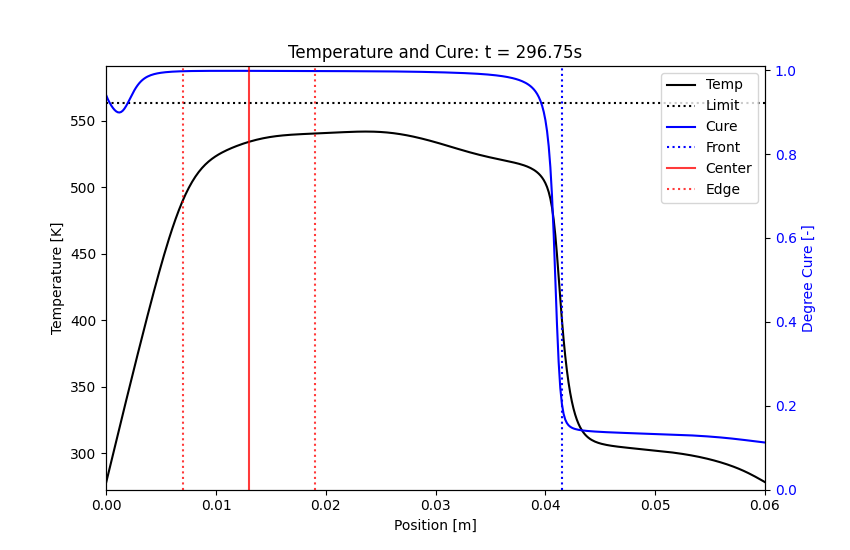 Temperature and Cure: t = 296.75s
Temp
Limit
Cure
Front
Center
Edge
550
500
450
400
350
300
Temperature [K]
1.0
0.8
0.6
0.4
0.2
0.0
Degree Cure [-]
0.00 0.01 0.02 0.03 0.04 0.05 0.06
Position [m]